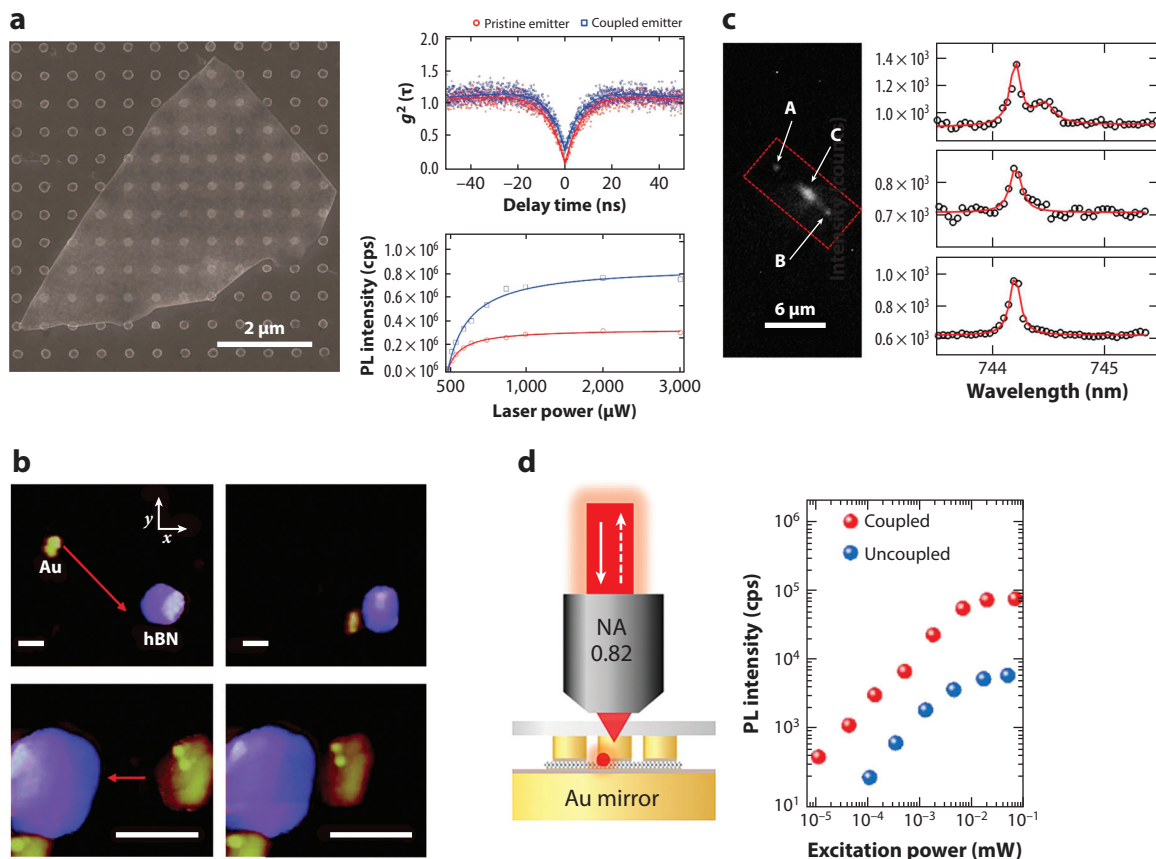 a
Pristine emitter
Coupled emitter
2.0
1.5
1.0
0.5
0.0
g² (τ)
−40
−20
0
20
40
Delay time (ns)
2 µm
1.0 × 10⁶
0.8 × 10⁶
0.6 × 10⁶
0.4 × 10⁶
0.2 × 10⁶
0.0 × 10⁶
PL intensity (cps)
500
1,000
2,000
3,000
Laser power (µW)
c
A
C
B
Intensity (counts)
6 µm
1.4 × 10³
1.2 × 10³
1.0 × 10³
0.8 × 10³
0.7 × 10³
1.0 × 10³
0.8 × 10³
0.6 × 10³
744
745
Wavelength (nm)
b
y
x
Au
hBN
d
NA
0.82
Au mirror
Coupled
Uncoupled
10⁶
10⁵
10⁴
10³
10¹
PL intensity (cps)
10⁻⁵
10⁻⁴
10⁻³
10⁻²
10⁻¹
Excitation power (mW)